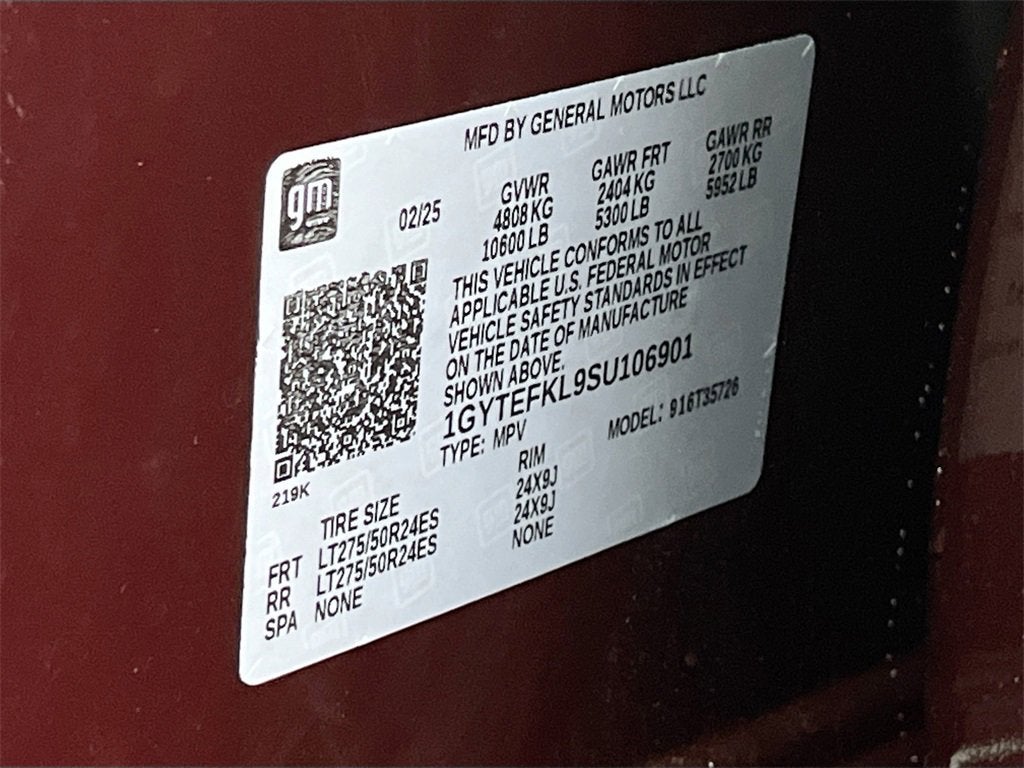 MFD BY GENERAL MOTORS LLC
gm
02/25
GVWR
4808 KG
10600 LB
GAWR FRT
2404 KG
5300 LB
GAWR RR
2700 KG
5952 LB
THIS VEHICLE CONFORMS TO ALL
APPLICABLE U.S. FEDERAL MOTOR
VEHICLE SAFETY STANDARDS IN EFFECT
ON THE DATE OF MANUFACTURE
SHOWN ABOVE.
1GYTEFKL9SU106901
TYPE: MPV
MODEL: 916T35726
219K
TIRE SIZE RIM
FRT LT275/50R24ES 24X9J
RR LT275/50R24ES 24X9J
SPA NONE NONE